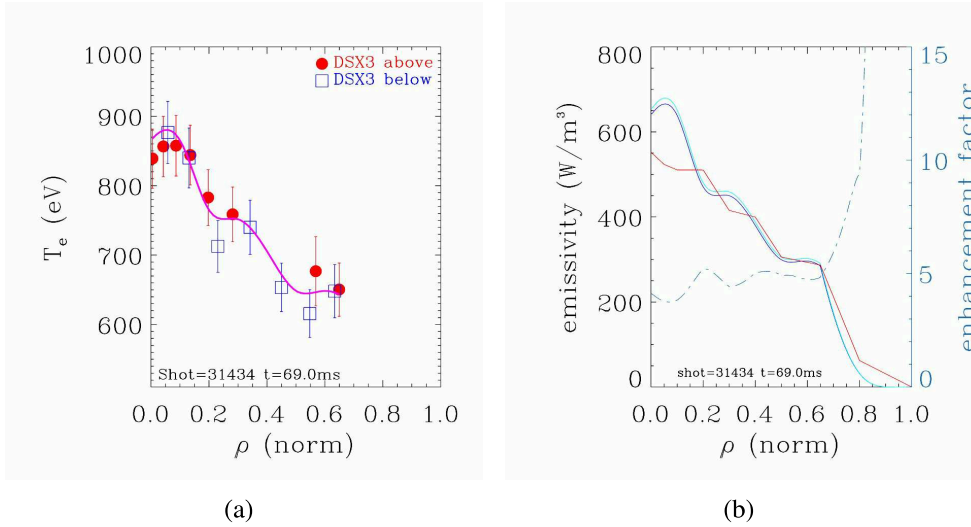 1000
900
800
700
600
T_e (eV)
DSX3 above
DSX3 below
Shot=31434 t=69.0ms
0.0 0.2 0.4 0.6 0.8 1.0
ρ (norm)
(a)
800
600
400
200
0
emissivity (W/m³)
15
10
5
0
enhancement factor
shot=31434 t=69.0ms
0.0 0.2 0.4 0.6 0.8 1.0
ρ (norm)
(b)